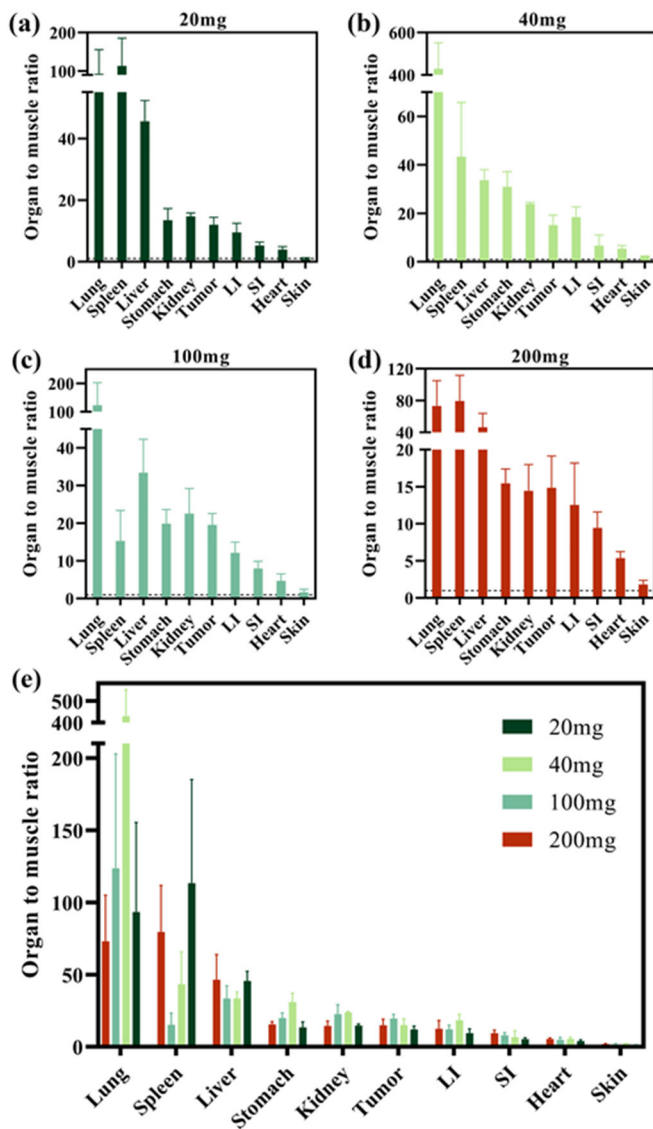 (a) 20mg
Organ to muscle ratio
200
100
40
20
0
Lung Spleen Liver Stomach Kidney Tumor LI SI Heart Skin
(b) 40mg
Organ to muscle ratio
600
400
60
40
20
0
Lung Spleen Liver Stomach Kidney Tumor LI SI Heart Skin
(c) 100mg
Organ to muscle ratio
200
100
40
30
20
10
0
Lung Spleen Liver Stomach Kidney Tumor LI SI Heart Skin
(d) 200mg
Organ to muscle ratio
120
80
40
20
15
10
5
0
Lung Spleen Liver Stomach Kidney Tumor LI SI Heart Skin
(e)
Organ to muscle ratio
500
400
200
150
100
50
0
20mg
40mg
100mg
200mg
Lung Spleen Liver Stomach Kidney Tumor LI SI Heart Skin